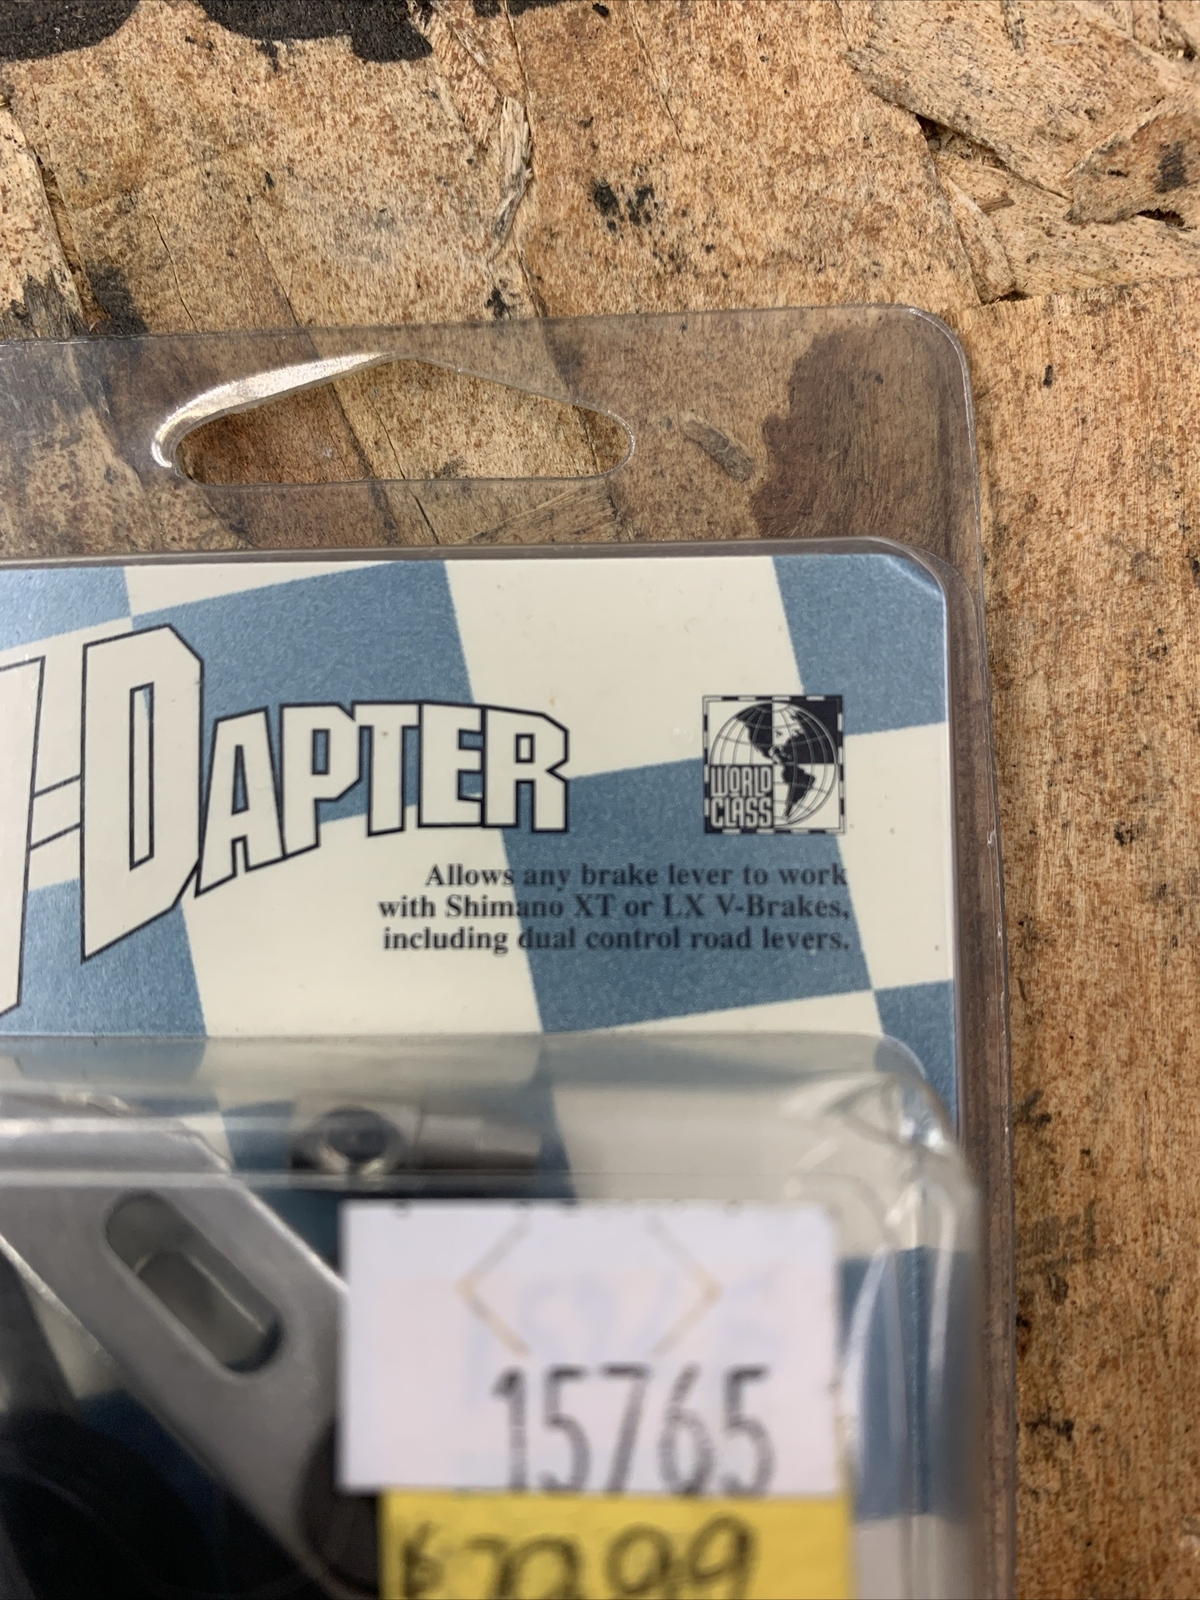 -DAPTER
WORLD
CLASS
Allows any brake lever to work
with Shimano XT or LX V-Brakes,
including dual control road levers.
15765